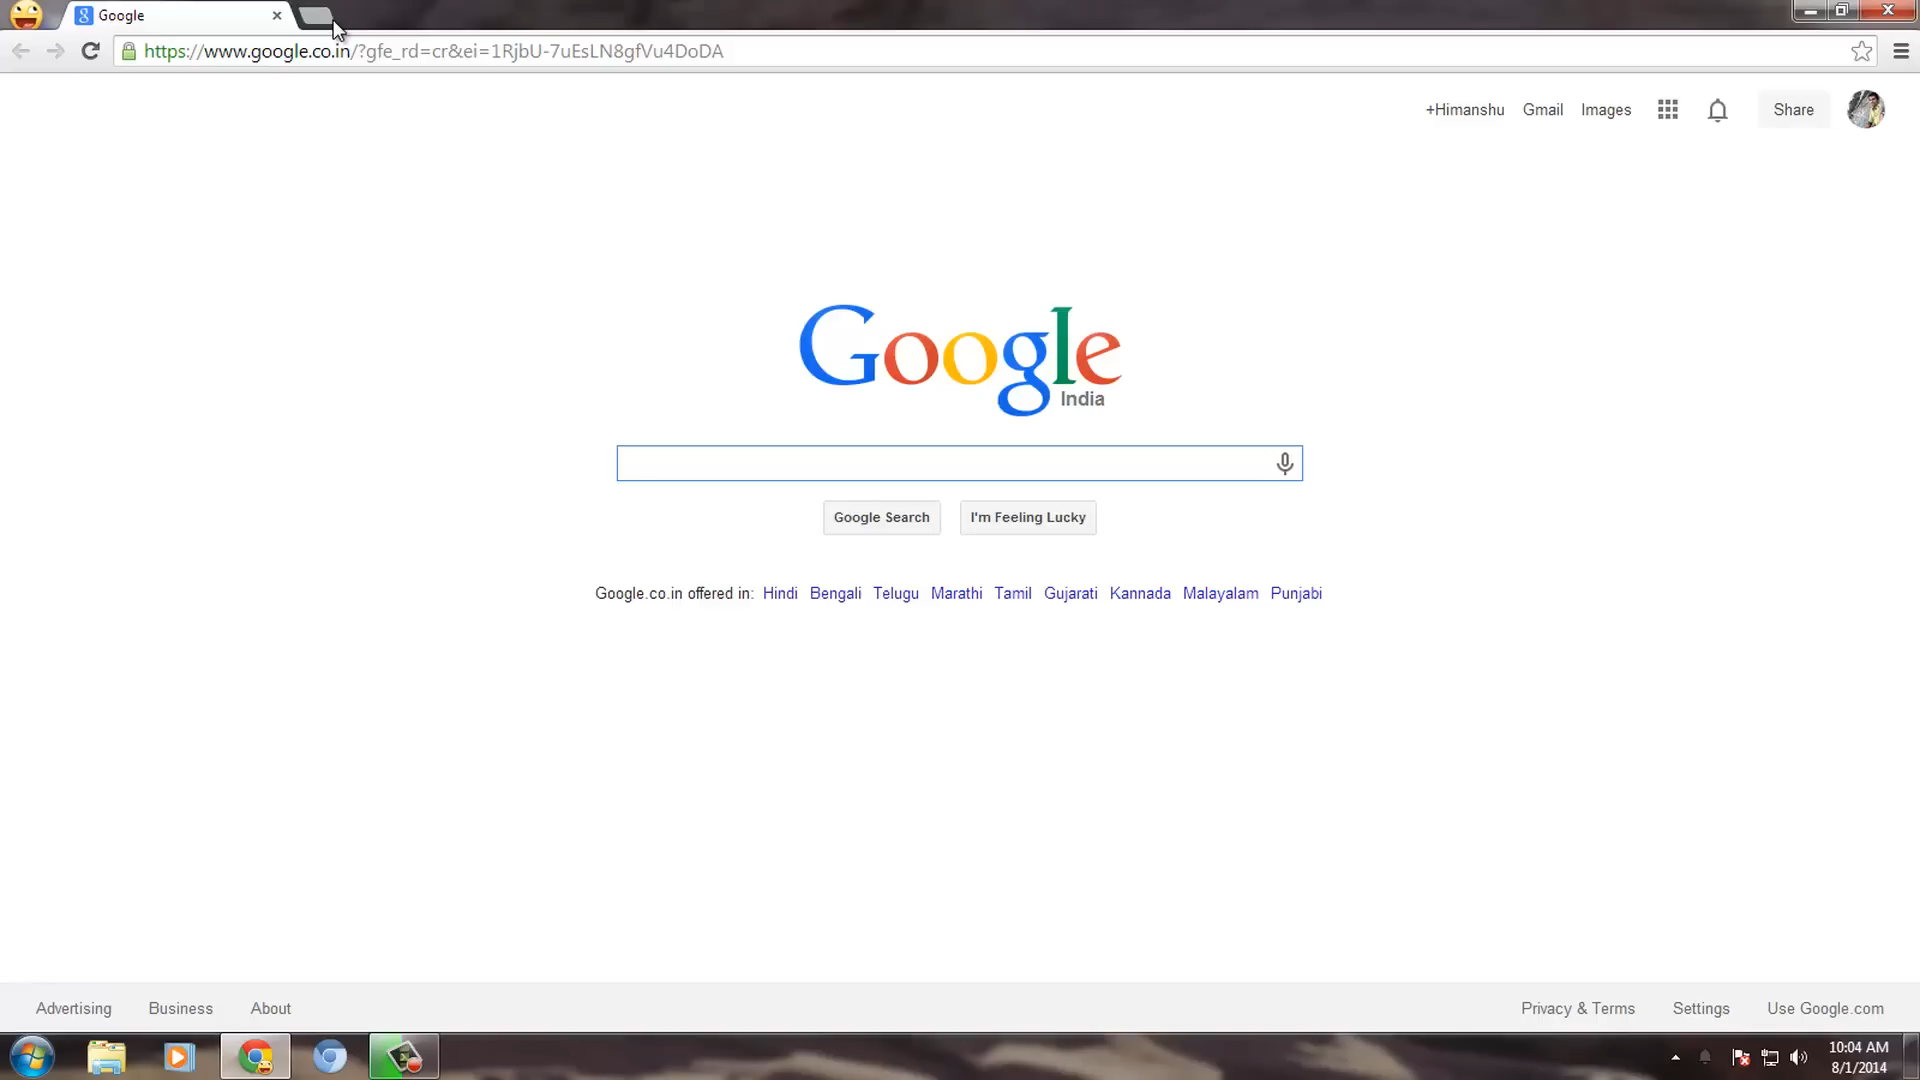 Google
https://www.google.co.in/?gfe_rd=cr&ei=1RjbU-7uEsLN8gfVu4DoDA
+Himanshu Gmail Images Share
Google
India
Google Search I'm Feeling Lucky
Google.co.in offered in: Hindi Bengali Telugu Marathi Tamil Gujarati Kannada Malayalam Punjabi
Advertising Business About Privacy & Terms Settings Use Google.com
10:04 AM
8/1/2014